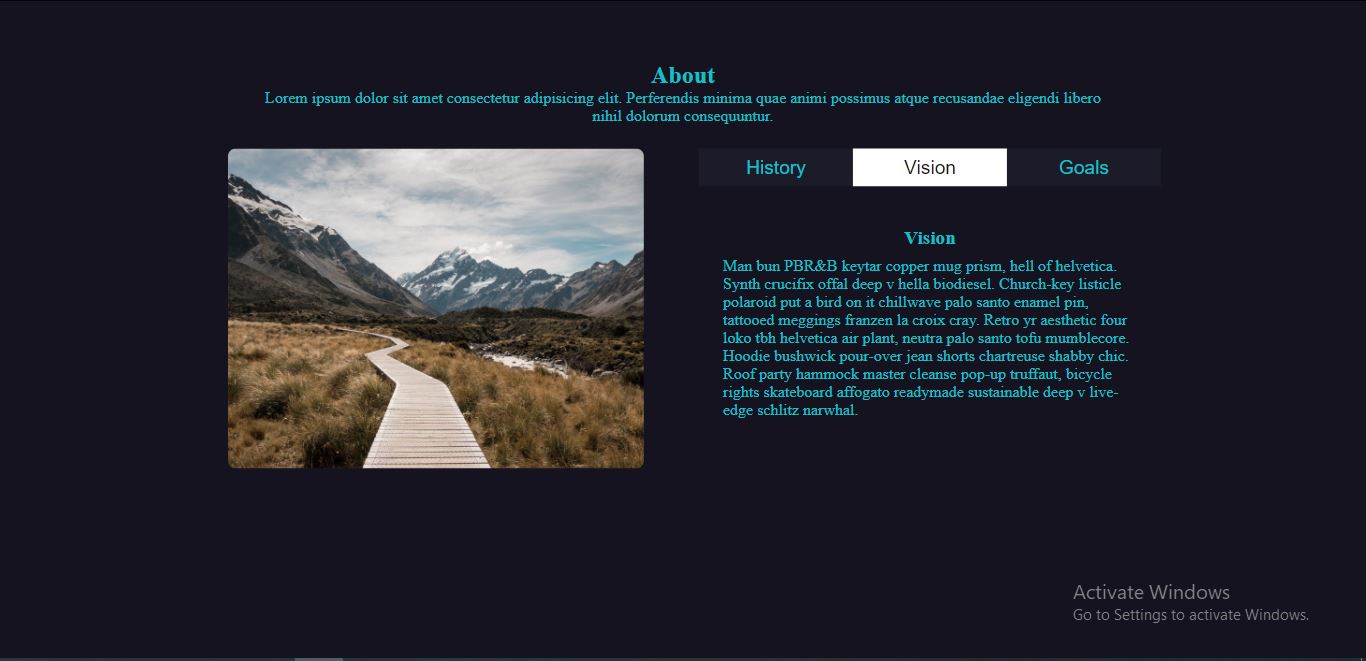 About
Lorem ipsum dolor sit amet consectetur adipisicing elit. Perferendis minima quae animi possimus atque recusandae eligendi libero
nihil dolorum consequuntur.
History
Vision
Goals
Vision
Man bun PBR&B keytar copper mug prism, hell of helvetica.
Synth crucifix offal deep v hella biodiesel. Church-key listicle
polaroid put a bird on it chillwave palo santo enamel pin,
tattooed meggings franzen la croix cray. Retro yr aesthetic four
loko tbh helvetica air plant, neutra palo santo tofu mumblecore.
Hoodie bushwick pour-over jean shorts chartreuse shabby chic.
Roof party hammock master cleanse pop-up truffaut, bicycle
rights skateboard affogato readymade sustainable deep v live-
edge schlitz narwhal.
Activate Windows
Go to Settings to activate Windows.